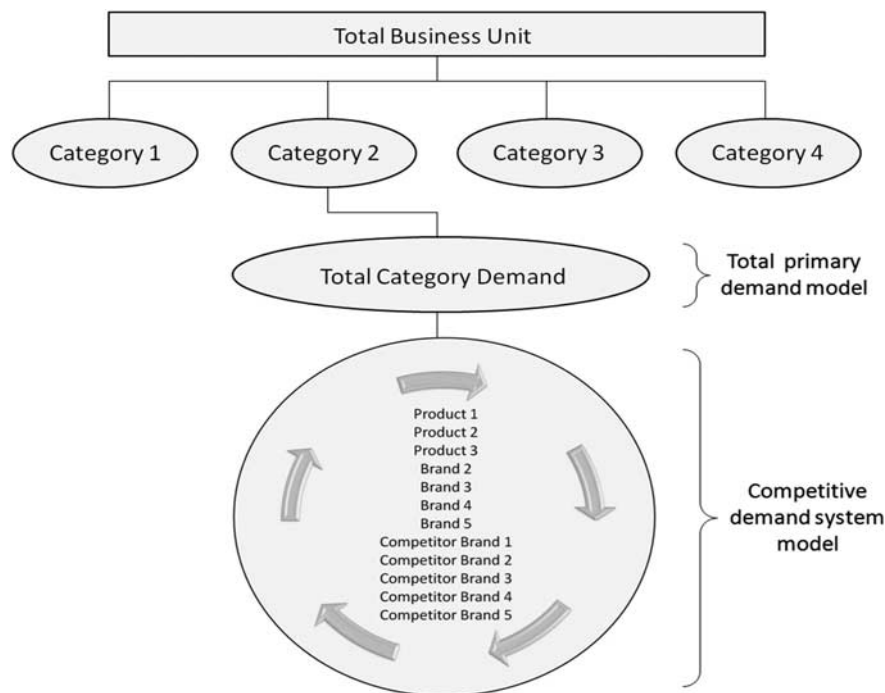 Total Business Unit
Category 1
Category 2
Category 3
Category 4
Total Category Demand
Total primary
demand model
Product 1
Product 2
Product 3
Brand 2
Brand 3
Brand 4
Brand 5
Competitor Brand 1
Competitor Brand 2
Competitor Brand 3
Competitor Brand 4
Competitor Brand 5
Competitive
demand system
model